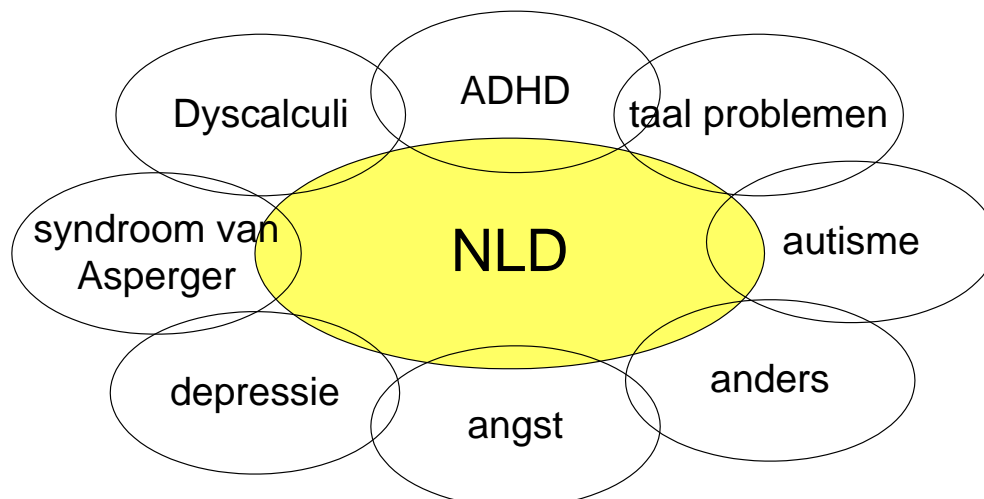 ADHD
Dyscalculi
taal problemen
syndroom van
Asperger
NLD
autisme
depressie
angst
anders